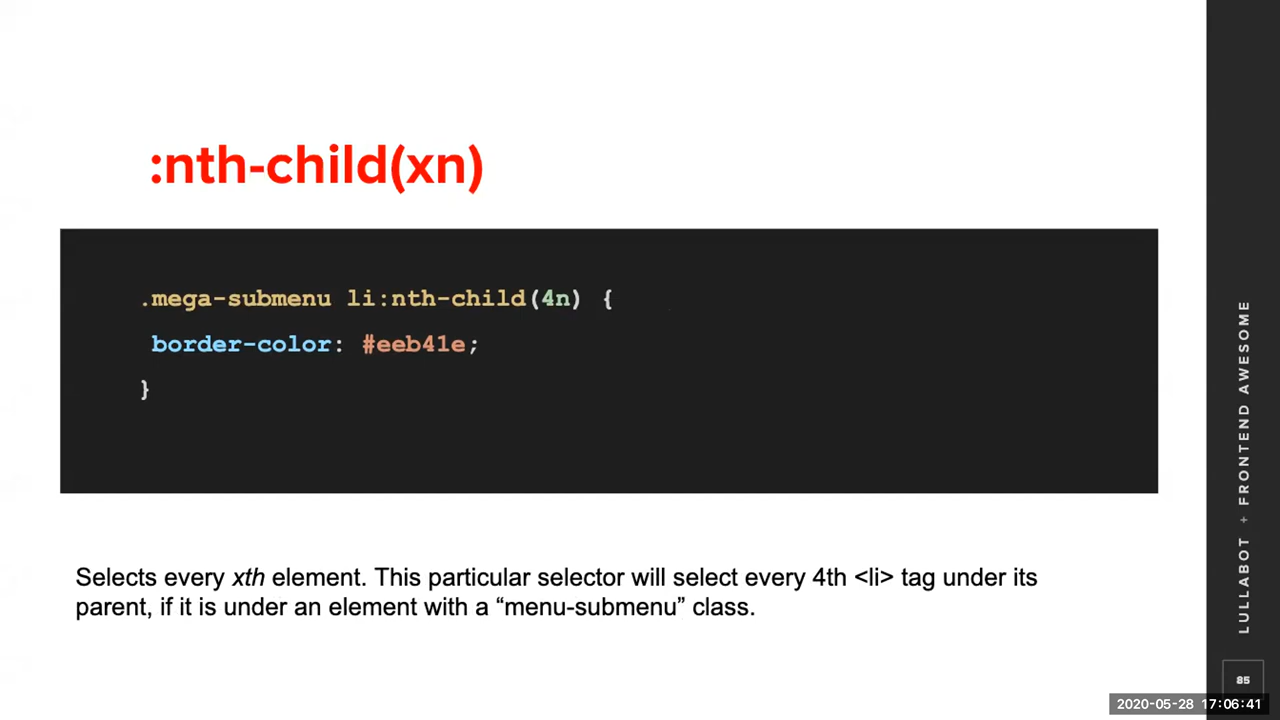 :nth-child(xn)
.mega-submenu li:nth-child(4n) {
border-color: #eeb41e;
}
Selects every xth element. This particular selector will select every 4th <li> tag under its
parent, if it is under an element with a “menu-submenu” class.
LULLABOT + FRONTEND AWESOME
85
2020-05-28 17:06:41